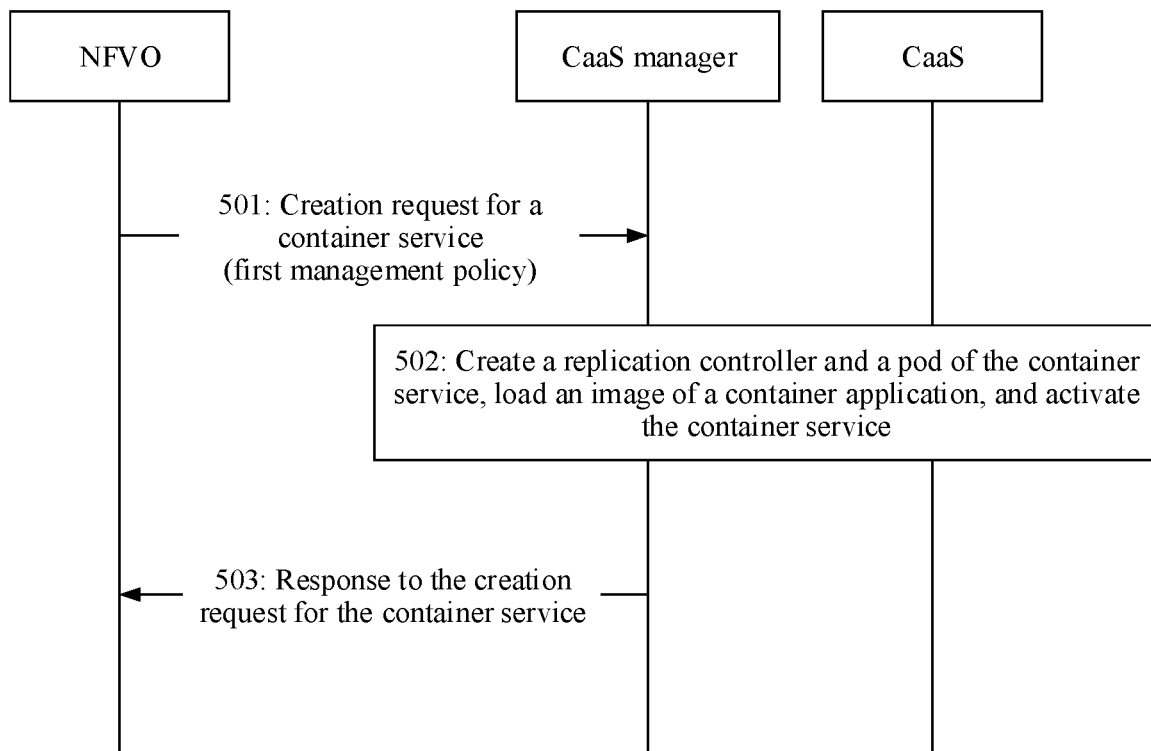 NFVO
CaaS manager
CaaS
501: Creation request for a
container service
(first management policy)
502: Create a replication controller and a pod of the container
service, load an image of a container application, and activate
the container service
503: Response to the creation
request for the container service